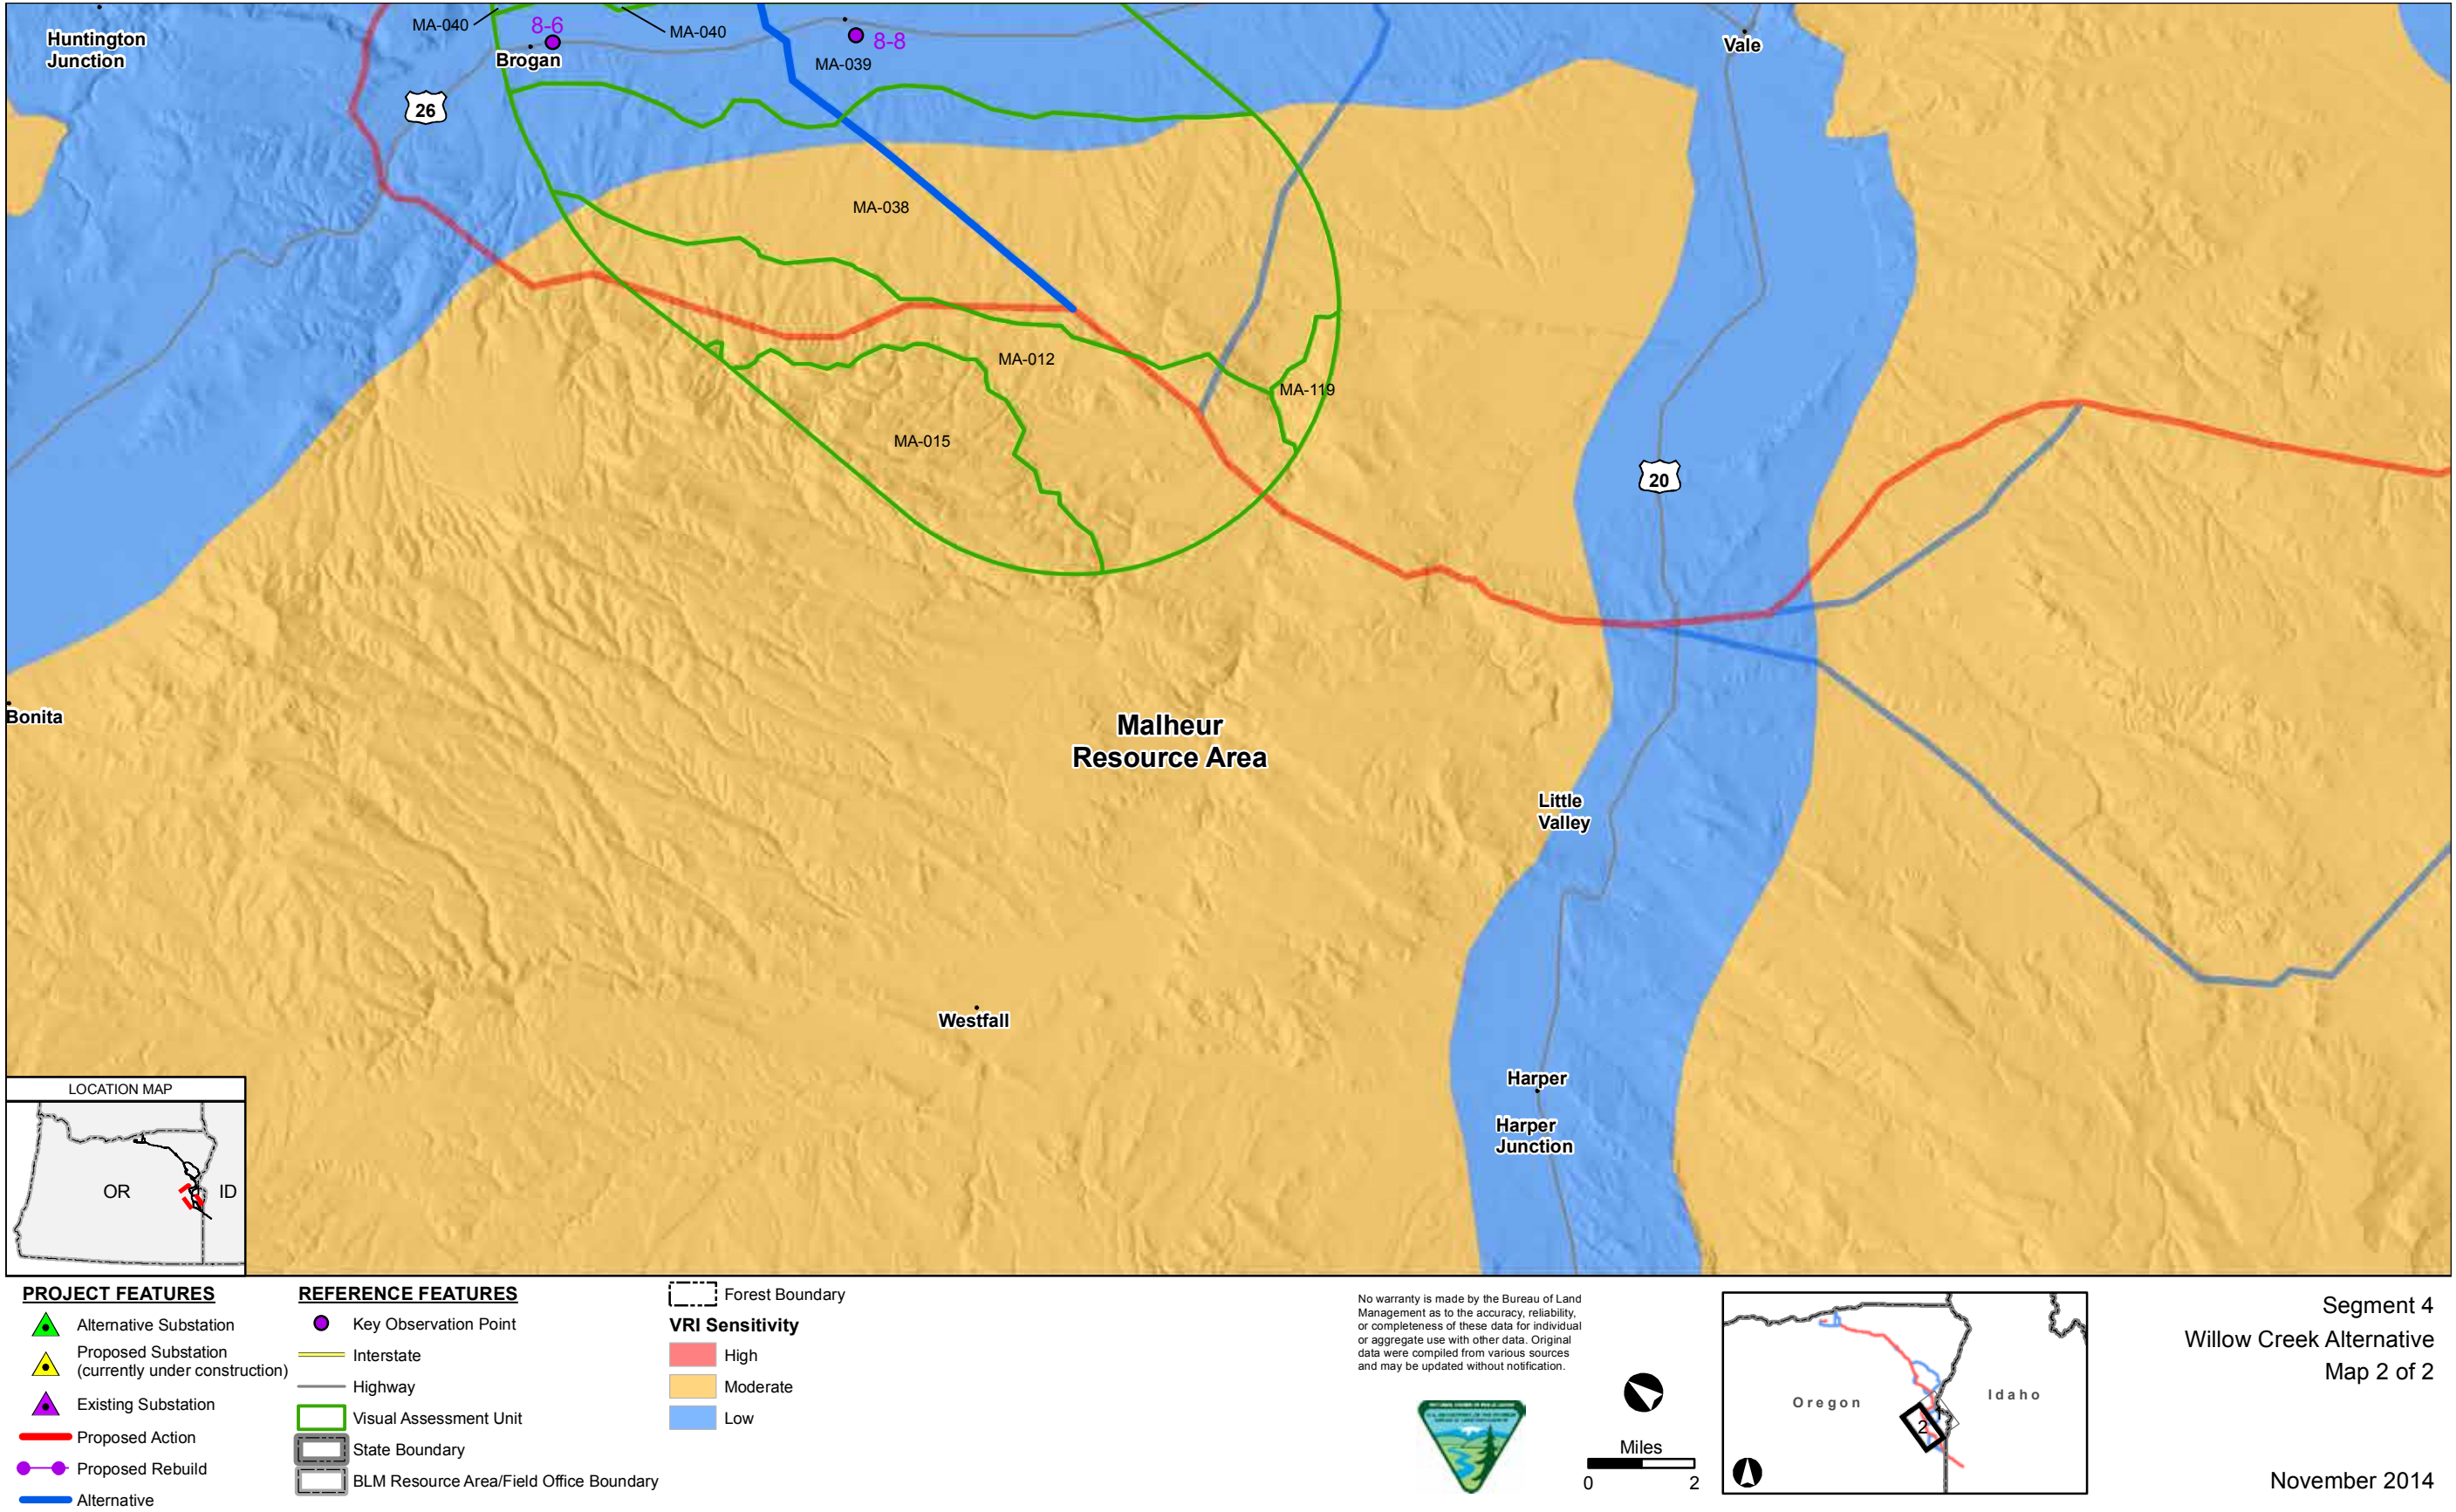 Huntington
Junction
MA-040
8-6
MA-040
8-8
Brogan
MA-039
Vale
26
MA-038
MA-012
MA-119
MA-015
20
Bonita
Malheur
Resource Area
Little
Valley
Westfall
Harper
Harper
Junction
LOCATION MAP
OR
ID
PROJECT FEATURES
Alternative Substation
Proposed Substation
(currently under construction)
Existing Substation
Proposed Action
Proposed Rebuild
Alternative
REFERENCE FEATURES
Key Observation Point
Interstate
Highway
Visual Assessment Unit
State Boundary
BLM Resource Area/Field Office Boundary
Forest Boundary
VRI Sensitivity
High
Moderate
Low
No warranty is made by the Bureau of Land
Management as to the accuracy, reliability,
or completeness of these data for individual
or aggregate use with other data. Original
data were compiled from various sources
and may be updated without notification.
Miles
0 2
Oregon
Idaho
1
2
Segment 4
Willow Creek Alternative
Map 2 of 2
November 2014